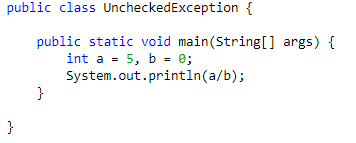 public class UncheckedException {
public static void main(String[] args) {
int a = 5, b = 0;
System.out.println(a/b);
}
}